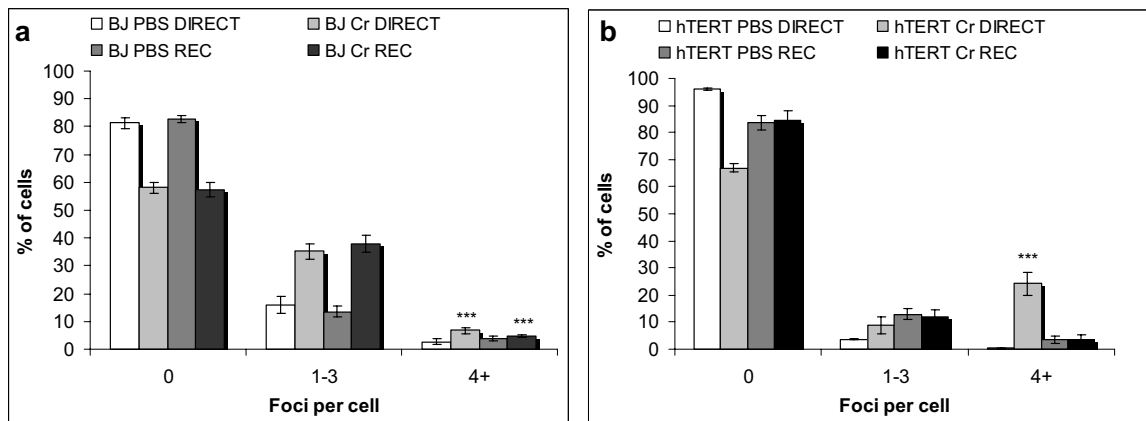 a
BJ PBS DIRECT BJ Cr DIRECT
BJ PBS REC BJ Cr REC
% of cells
100
90
80
70
60
50
40
30
20
10
0
*** ***
0 1-3 4+
Foci per cell
b
hTERT PBS DIRECT hTERT Cr DIRECT
hTERT PBS REC hTERT Cr REC
% of cells
100
90
80
70
60
50
40
30
20
10
0
***
0 1-3 4+
Foci per cell